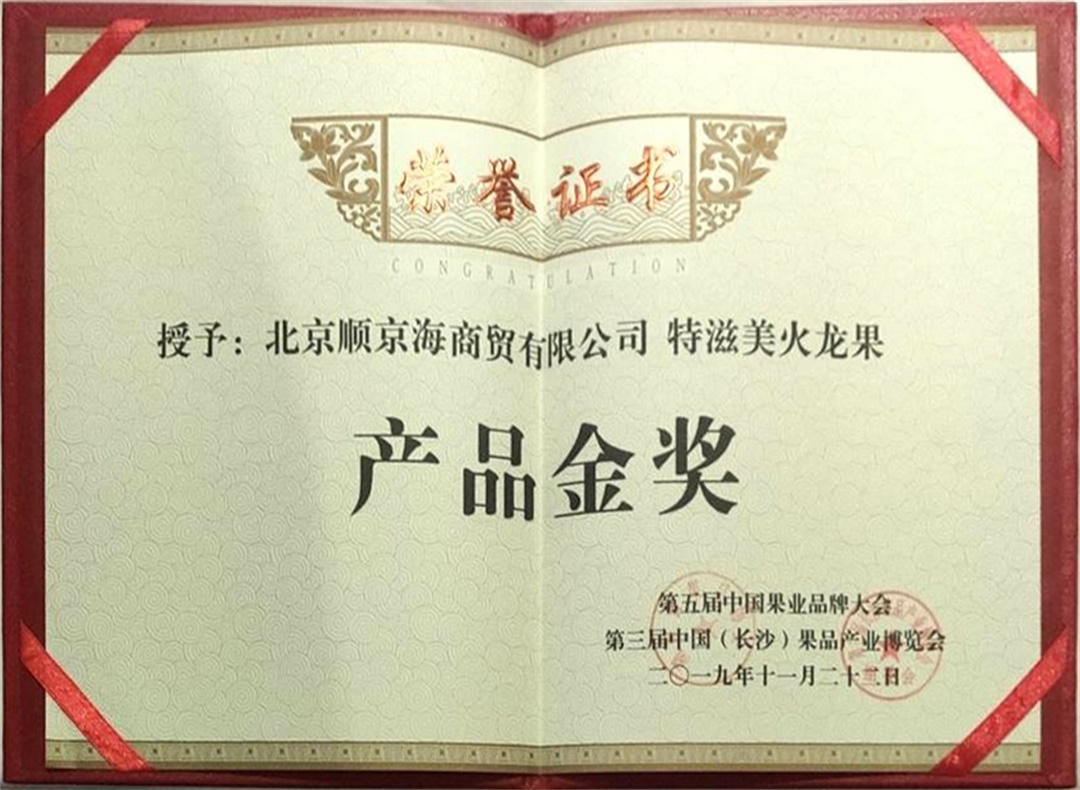 荣誉证书
CONGRATULATION
授予：北京顺京海商贸有限公司 特滋美火龙果
产品金奖
第五届中国果业品牌大会
第三届中国（长沙）果品产业博览会
二〇一九年十一月二十二日